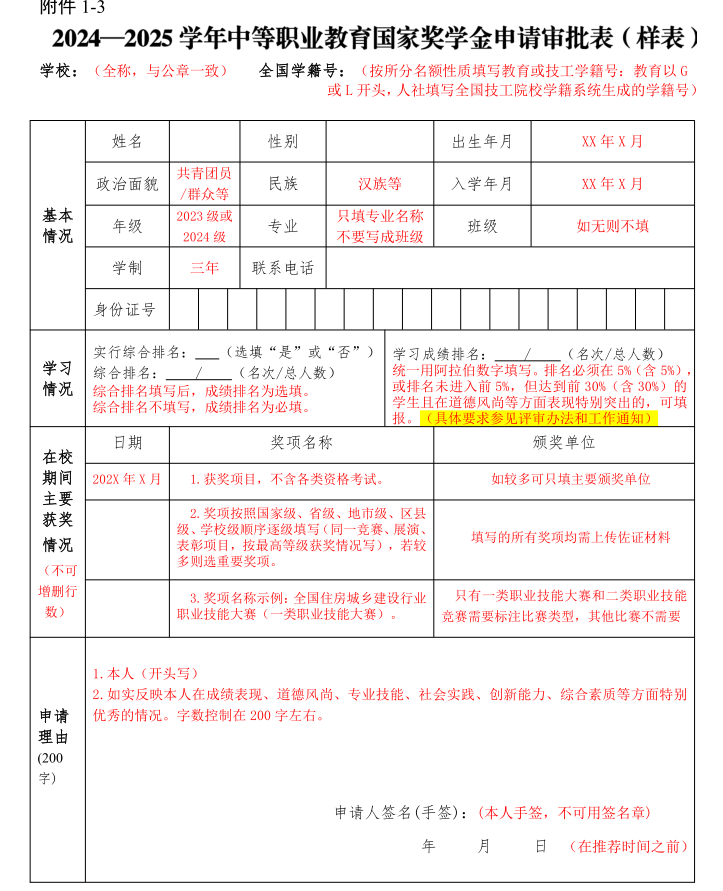 附件 1-3
2024—2025 学年中等职业教育国家奖学金申请审批表（样表）
学校：（全称，与公章一致） 全国学籍号：（按所分名额性质填写教育或技工学籍号：教育以 G
或 L 开头,人社填写全国技工院校学籍系统生成的学籍号）
基本
情况
姓名 性别 出生年月 XX 年 X 月
政治面貌 共青团员
/群众等 民族 汉族等 入学年月 XX 年 X 月
年级 2023 级或
2024 级 专业 只填专业名称
不要写成班级 班级 如无则不填
学制 三年 联系电话
身份证号
学习
情况
实行综合排名：___（选填“是”或“否”）
综合排名：___/___（名次/总人数）
综合排名填写后，成绩排名为选填。
综合排名不填写，成绩排名为必填。
学习成绩排名：___/___（名次/总人数）
统一用阿拉伯数字填写。排名必须在 5%（含 5%），
或排名未进入前 5%，但达到前 30%（含 30%）的
学生且在道德风尚等方面表现特别突出的，可填
报。（具体要求参见评审办法和工作通知）
在校
期间
主要
获奖
情况
（不可
增删行
数）
日期 奖项名称 颁奖单位
202X 年 X 月 1.获奖项目，不含各类资格考试。 如较多可只填主要颁奖单位
2.奖项按照国家级、省级、地市级、区县
级、学校级顺序逐级填写（同一竞赛、展演、
表彰项目，按最高等级获奖情况写），若较
多则选重要奖项。
填写的所有奖项均需上传佐证材料
3.奖项名称示例：全国住房城乡建设行业
职业技能大赛（一类职业技能大赛）。
只有一类职业技能大赛和二类职业技能
竞赛需要标注比赛类型，其他比赛不需要
申请
理由
(200
字)
1.本人（开头写）
2.如实反映本人在成绩表现、道德风尚、专业技能、社会实践、创新能力、综合素质等方面特别
优秀的情况。字数控制在 200 字左右。
申请人签名(手签)：(本人手签，不可用签名章)
年 月 日 （在推荐时间之前）